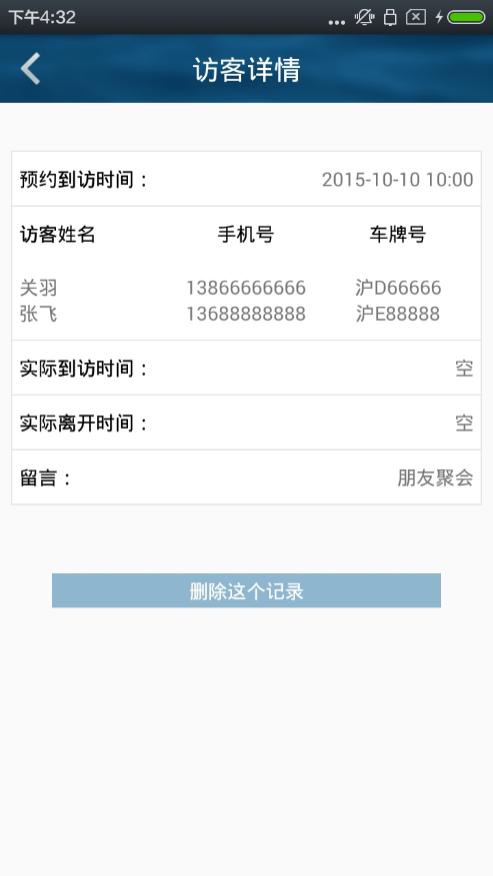 下午4:32
访客详情
预约到访时间： 2015-10-10 10:00
访客姓名 手机号 车牌号
关羽 13866666666 沪D66666
张飞 13688888888 沪E88888
实际到访时间： 空
实际离开时间： 空
留言： 朋友聚会
删除这个记录